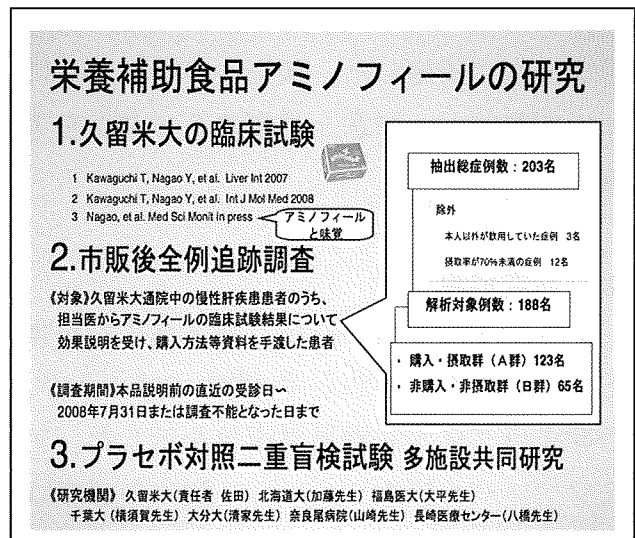 栄養補助食品アミノフィールの研究
1.久留米大の臨床試験
1 Kawaguchi T, Nagao Y, et al. Liver Int 2007
2 Kawaguchi T, Nagao Y, et al. Int J Mol Med 2008
3 Nagao, et al. Med Sci Monit in press
アミノフィール
と味覚
2.市販後全例追跡調査
《対象》久留米大通院中の慢性肝疾患患者のうち、
担当医からアミノフィールの臨床試験結果について
効果説明を受け、購入方法等資料を手渡した患者
《調査期間》本品説明前の直近の受診日~
2008年7月31日または調査不能となった日まで
抽出総症例数:203名
除外
本人以外が飲用していた症例 3名
摂取率が70%未満の症例 12名
解析対象例数:188名
・ 購入・摂取群(A群)123名
・ 非購入・非摂取群(B群)65名
3.プラセボ対照二重盲検試験 多施設共同研究
《研究機関》 久留米大(責任者 佐田) 北海道大(加藤先生) 福島医大(大平先生)
千葉大(横須賀先生) 大分大(清家先生) 奈良尾病院(山崎先生) 長崎医療センター(八橋先生)